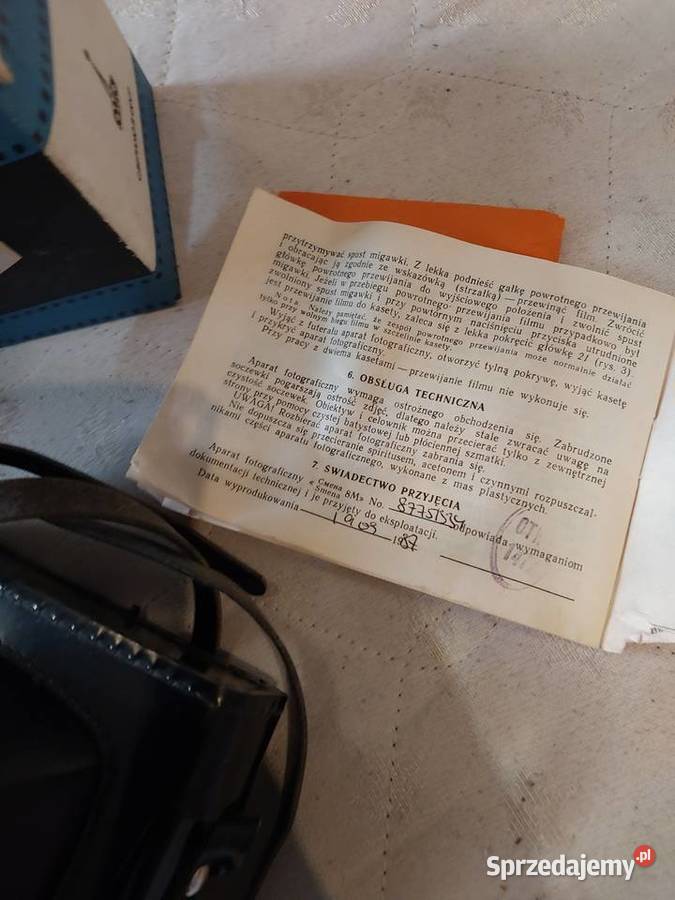 przytrzymywać spust migawki. Z lekka podnieść gałkę powrotnego przewijania
i obracając ją zgodnie ze wskazówką (strzałką) — przewinąć film. Zwrócić
główkę powrotnego przewijania do wyjściowego położenia i zwolnić spust
migawki. Jeżeli w przebiegu powrotnego przewijania filmu przypadkowo był
zwolniony spust migawki i przy powtórnym naciśnięciu przycisku utrudnione
jest przewijanie filmu do kasety, zaleca się z lekka pokręcić główkę 21 (rys. 3)
Nota. Należy pamiętać, że zespół powrotnego przewijania może normalnie działać
tylko przy wolnym biegu filmu w szczelinie kasety.
Wyjąć z futerału aparat fotograficzny, otworzyć tylną pokrywę, wyjąć kasetę
i przykryć aparat fotograficzny.
Przy pracy z dwiema kasetami — przewijanie filmu nie wykonuje się.
6. OBSŁUGA TECHNICZNA
Aparat fotograficzny wymaga ostrożnego obchodzenia się. Zabrudzone
soczewki pogarszają ostrość zdjęć, dlatego należy stale zwracać uwagę na
czystość soczewek. Obiektyw i celownik można przecierać tylko z zewnętrznej
strony przy pomocy czystej batystowej lub płóciennej szmatki.
UWAGA! Rozbierać aparat fotograficzny zabrania się.
Nie dopuszcza się przecieranie spirytusem, acetonem i czynnymi rozpuszczal-
nikami części aparatu fotograficznego, wykonane z mas plastycznych.
7. ŚWIADECTWO PRZYJĘCIA
Aparat fotograficzny «Смена 8М» «Smena 8M» No. odpowiada wymaganiom
dokumentacji technicznej i je przyjęty do eksploatacji.
Data wyprodukowania 19 03 1987
Sprzedajemy.pl